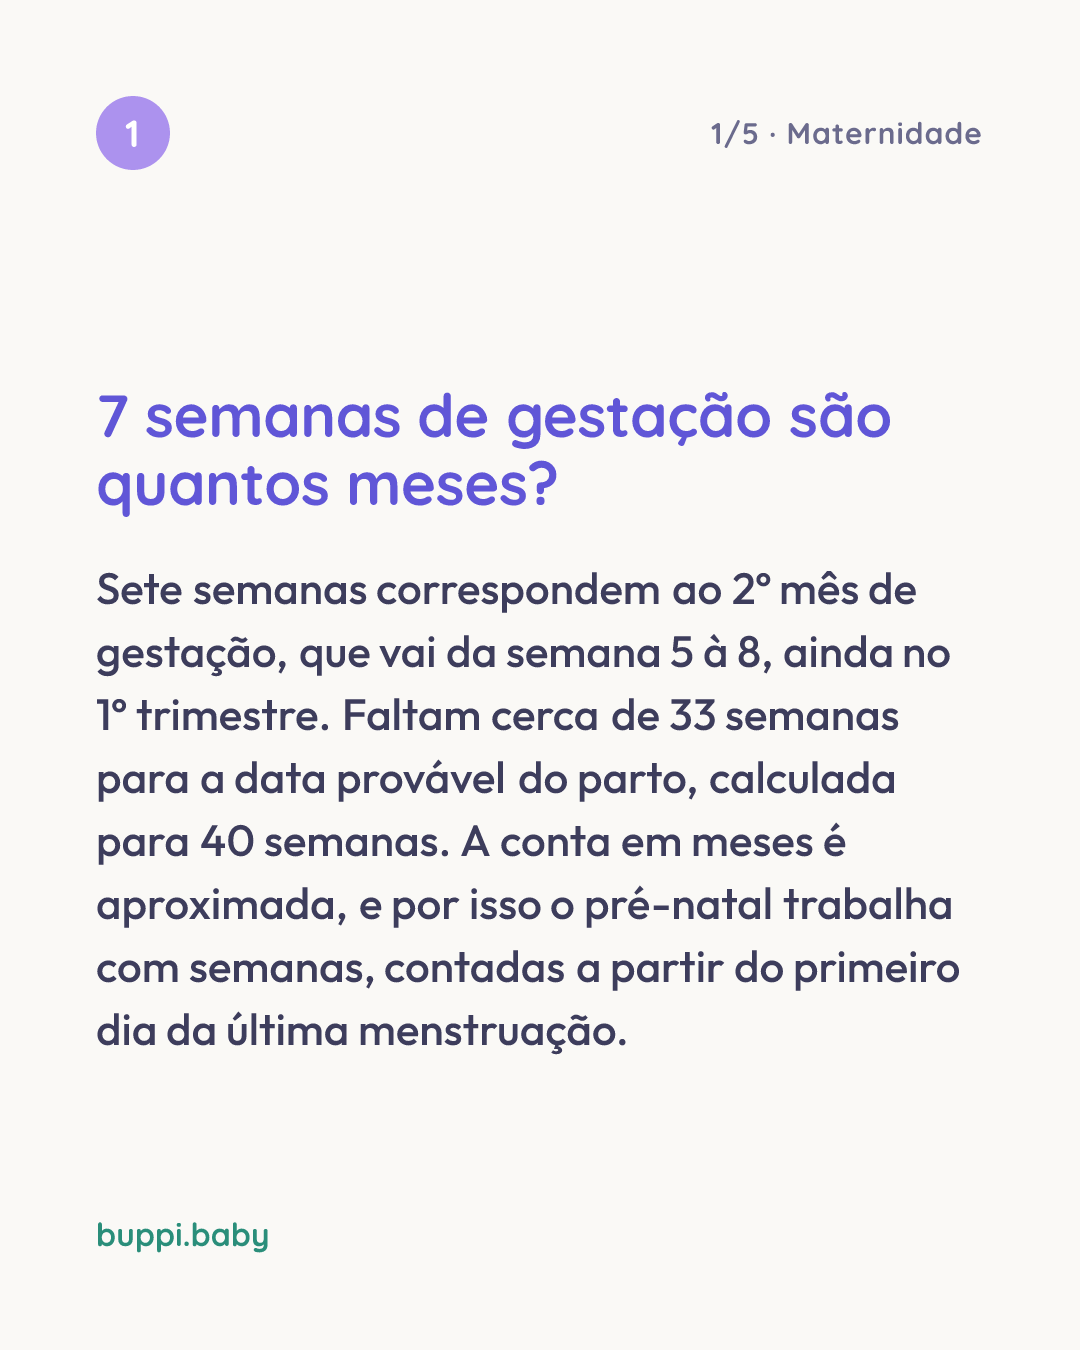 1
1/5 · Maternidade
7 semanas de gestação são
quantos meses?
Sete semanas correspondem ao 2º mês de
gestação, que vai da semana 5 à 8, ainda no
1º trimestre. Faltam cerca de 33 semanas
para a data provável do parto, calculada
para 40 semanas. A conta em meses é
aproximada, e por isso o pré-natal trabalha
com semanas, contadas a partir do primeiro
dia da última menstruação.
buppi.baby